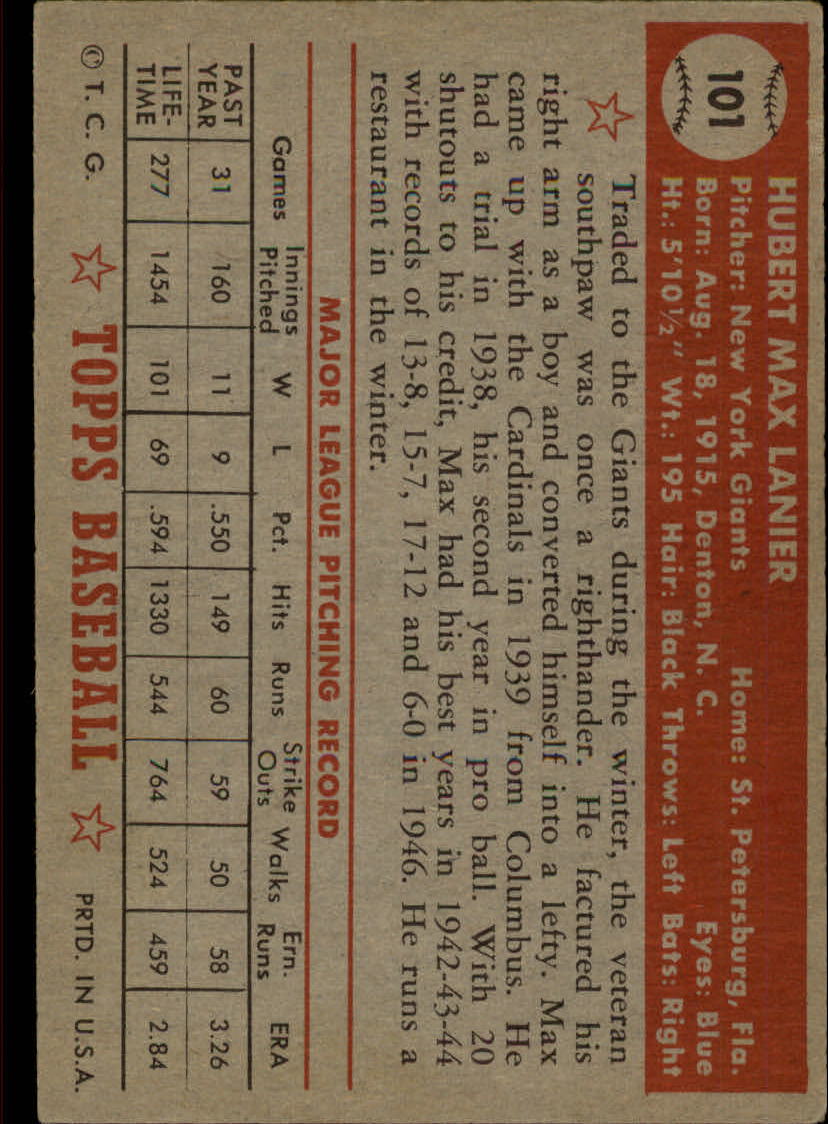 101
HUBERT MAX LANIER
Pitcher: New York Giants Home: St. Petersburg, Fla.
Born: Aug. 18, 1915, Denton, N. C. Eyes: Blue
Ht.: 5'10½" Wt.: 195 Hair: Black Throws: Left Bats: Right
Traded to the Giants during the winter, the veteran
southpaw was once a righthander. He factured his
right arm as a boy and converted himself into a lefty. Max
came up with the Cardinals in 1939 from Columbus. He
had a trial in 1938, his second year in pro ball. With 20
shutouts to his credit, Max had his best years in 1942-43-44
with records of 13-8, 15-7, 17-12 and 6-0 in 1946. He runs a
restaurant in the winter.
MAJOR LEAGUE PITCHING RECORD
Games Innings Pitched W L Pct. Hits Runs Strike Outs Walks Ern. Runs ERA
PAST YEAR 31 160 11 9 .550 149 60 59 50 58 3.26
LIFE-TIME 277 1454 101 69 .594 1330 544 764 524 459 2.84
© T. C. G. TOPPS BASEBALL PRTD. IN U.S.A.